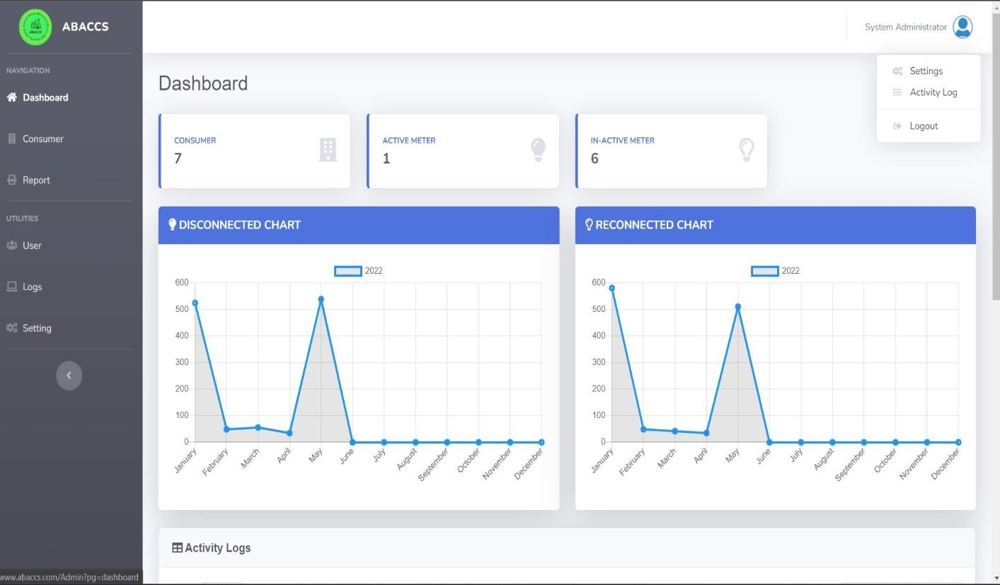 ABACCS
System Administrator
NAVIGATION
Dashboard
Consumer
Report
UTILITIES
User
Logs
Setting
Settings
Activity Log
Logout
Dashboard
CONSUMER
7
ACTIVE METER
1
IN-ACTIVE METER
6
DISCONNECTED CHART
2022
600
500
400
300
200
100
0
January February March April May June July August September October November December
RECONNECTED CHART
2022
600
500
400
300
200
100
0
January February March April May June July August September October November December
Activity Logs
www.abaccs.com/Admin?pg=dashboard